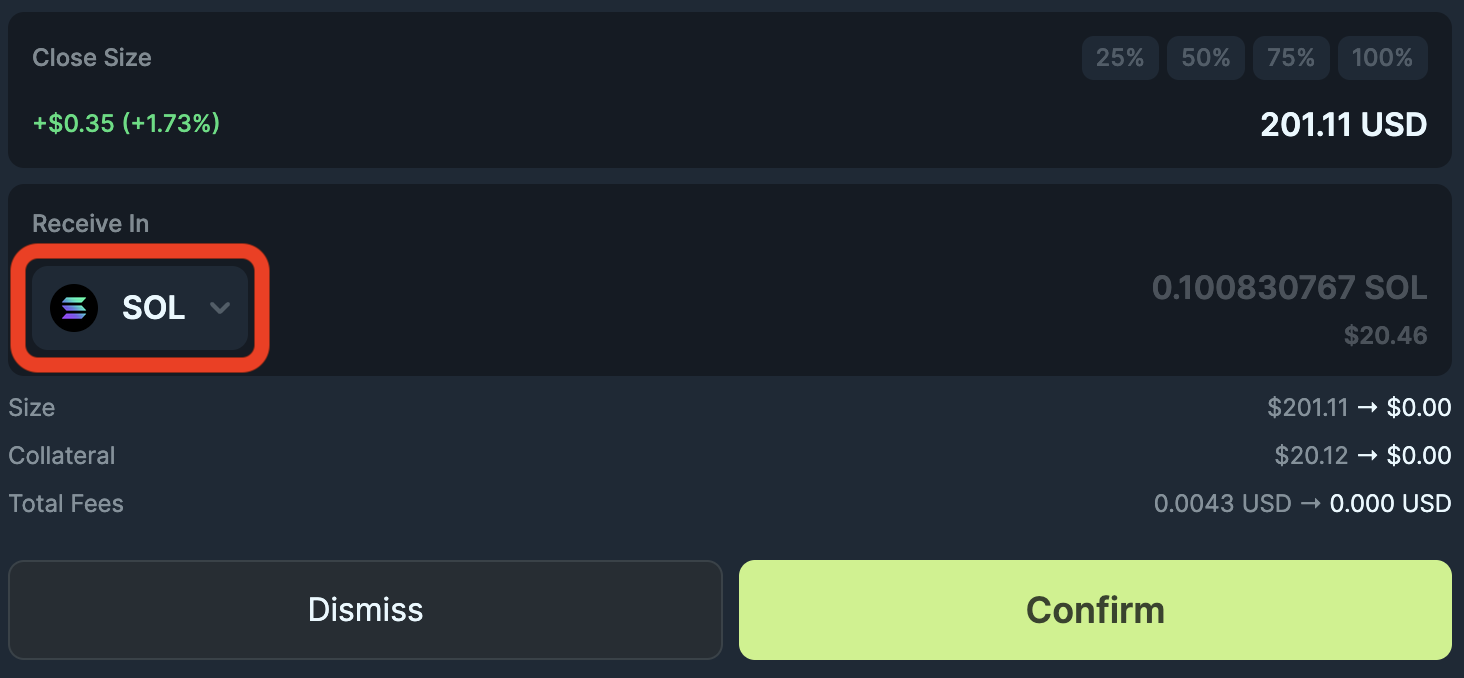 Close Size 25% 50% 75% 100%
+$0.35 (+1.73%) 201.11 USD
Receive In
SOL 0.100830767 SOL
$20.46
Size $201.11 → $0.00
Collateral $20.12 → $0.00
Total Fees 0.0043 USD → 0.000 USD
Dismiss Confirm